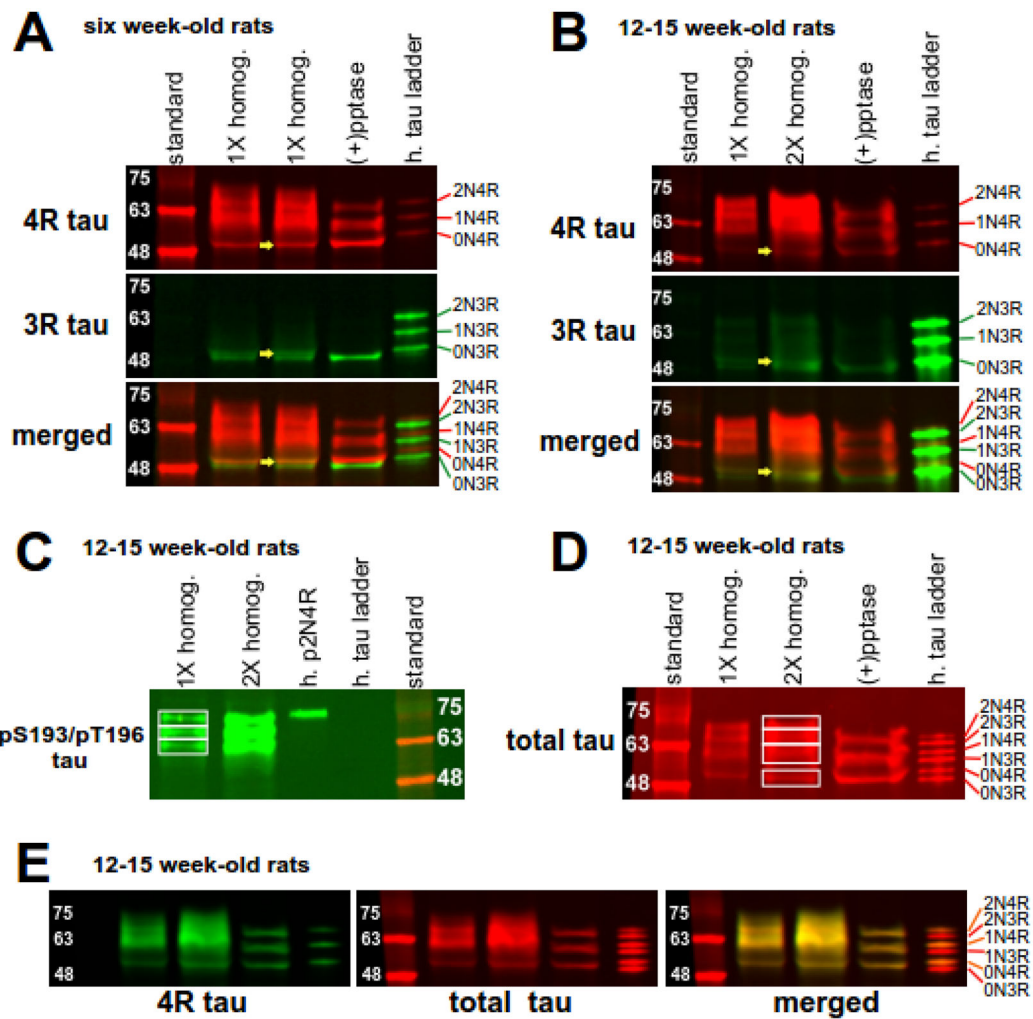 A six week-old rats
standard
1X homog.
1X homog.
(+)pptase
h. tau ladder
4R tau
75
63
48
2N4R
1N4R
0N4R
3R tau
75
63
48
2N3R
1N3R
0N3R
merged
75
63
48
2N4R
2N3R
1N4R
1N3R
0N4R
0N3R
B 12-15 week-old rats
standard
1X homog.
2X homog.
(+)pptase
h. tau ladder
4R tau
75
63
48
2N4R
1N4R
0N4R
3R tau
75
63
48
2N3R
1N3R
0N3R
merged
75
63
48
2N4R
2N3R
1N4R
1N3R
0N4R
0N3R
C 12-15 week-old rats
1X homog.
2X homog.
h. p2N4R
h. tau ladder
standard
pS193/pT196
tau
75
63
48
D 12-15 week-old rats
standard
1X homog.
2X homog.
(+)pptase
h. tau ladder
total tau
75
63
48
2N4R
2N3R
1N4R
1N3R
0N4R
0N3R
E 12-15 week-old rats
75
63
48
4R tau
75
63
48
total tau
75
63
48
merged
2N4R
2N3R
1N4R
1N3R
0N4R
0N3R